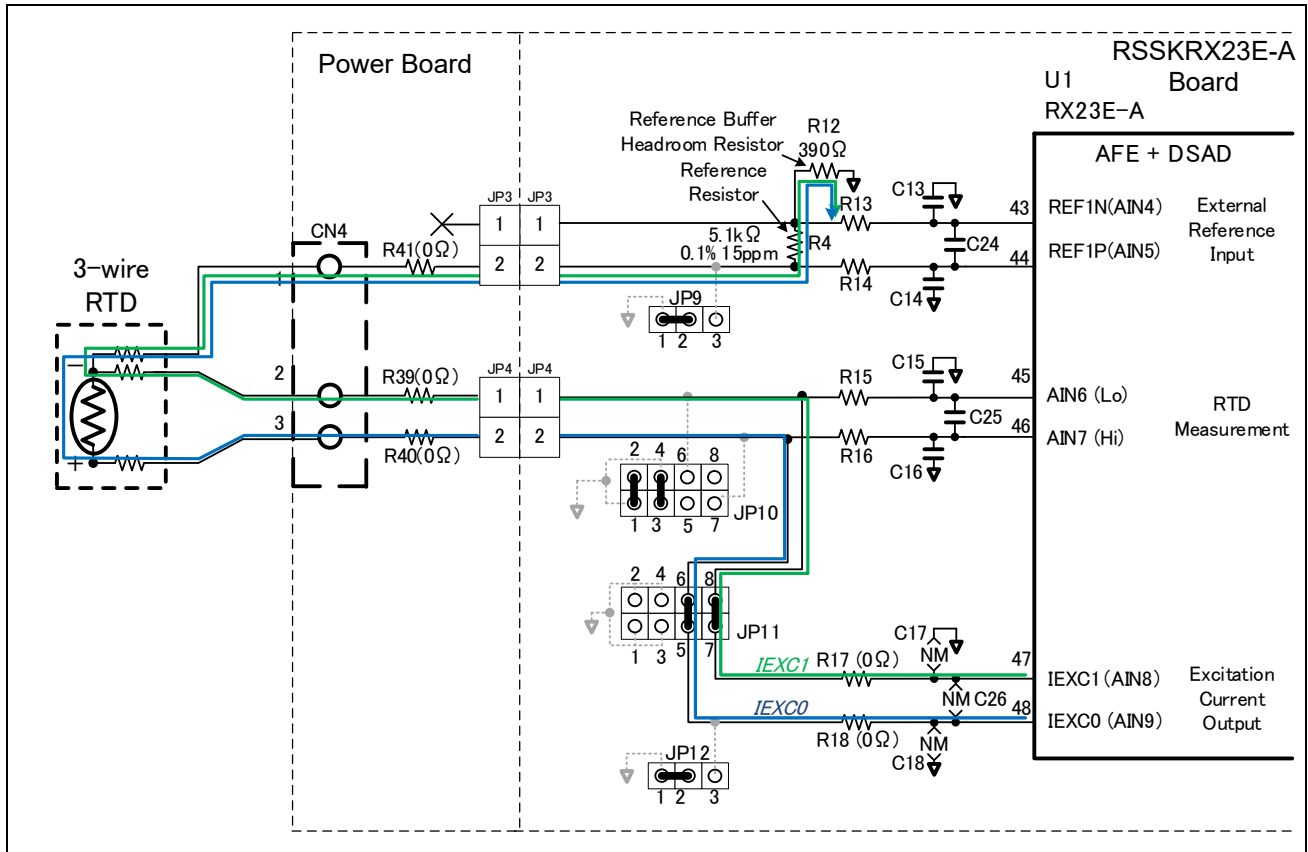 Power Board
RSSKRX23E-A
Board
U1
RX23E-A
Reference Buffer
Headroom Resistor
Reference
Resistor
R12
390Ω
AFE + DSAD
JP3
JP3
C13
R13
43
REF1N(AIN4)
External
Reference
Input
1
1
CN4
R41(0Ω)
5.1kΩ
0.1% 15ppm
R4
C24
REF1P(AIN5)
44
3-wire
RTD
1
2
2
R14
C14
JP9
1
2
3
−
2
R39(0Ω)
JP4
JP4
C15
R15
45
AIN6 (Lo)
RTD
Measurement
1
1
C25
3
2
2
46
AIN7 (Hi)
+
R40(0Ω)
R16
C16
2
4
6
8
JP10
1
3
5
7
2
4
6
8
JP11
1
3
5
7
C17
NM
IEXC1
R17 (0Ω)
47
IEXC1 (AIN8)
Excitation
Current
Output
NM C26
IEXC0
48
IEXC0 (AIN9)
R18 (0Ω)
NM
C18
JP12
1
2
3